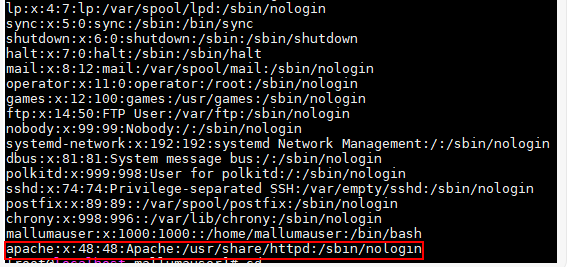 lp:x:4:7:lp:/var/spool/lpd:/sbin/nologin
sync:x:5:0:sync:/sbin:/bin/sync
shutdown:x:6:0:shutdown:/sbin:/sbin/shutdown
halt:x:7:0:halt:/sbin:/sbin/halt
mail:x:8:12:mail:/var/spool/mail:/sbin/nologin
operator:x:11:0:operator:/root:/sbin/nologin
games:x:12:100:games:/usr/games:/sbin/nologin
ftp:x:14:50:FTP User:/var/ftp:/sbin/nologin
nobody:x:99:99:Nobody:/:/sbin/nologin
systemd-network:x:192:192:systemd Network Management:/:/sbin/nologin
dbus:x:81:81:System message bus:/:/sbin/nologin
polkitd:x:999:998:User for polkitd:/:/sbin/nologin
sshd:x:74:74:Privilege-separated SSH:/var/empty/sshd:/sbin/nologin
postfix:x:89:89::/var/spool/postfix:/sbin/nologin
chrony:x:998:996::/var/lib/chrony:/sbin/nologin
mallumauser:x:1000:1000::/home/mallumauser:/bin/bash
apache:x:48:48:Apache:/usr/share/httpd:/sbin/nologin
[root@localhost mallumauser]# cd